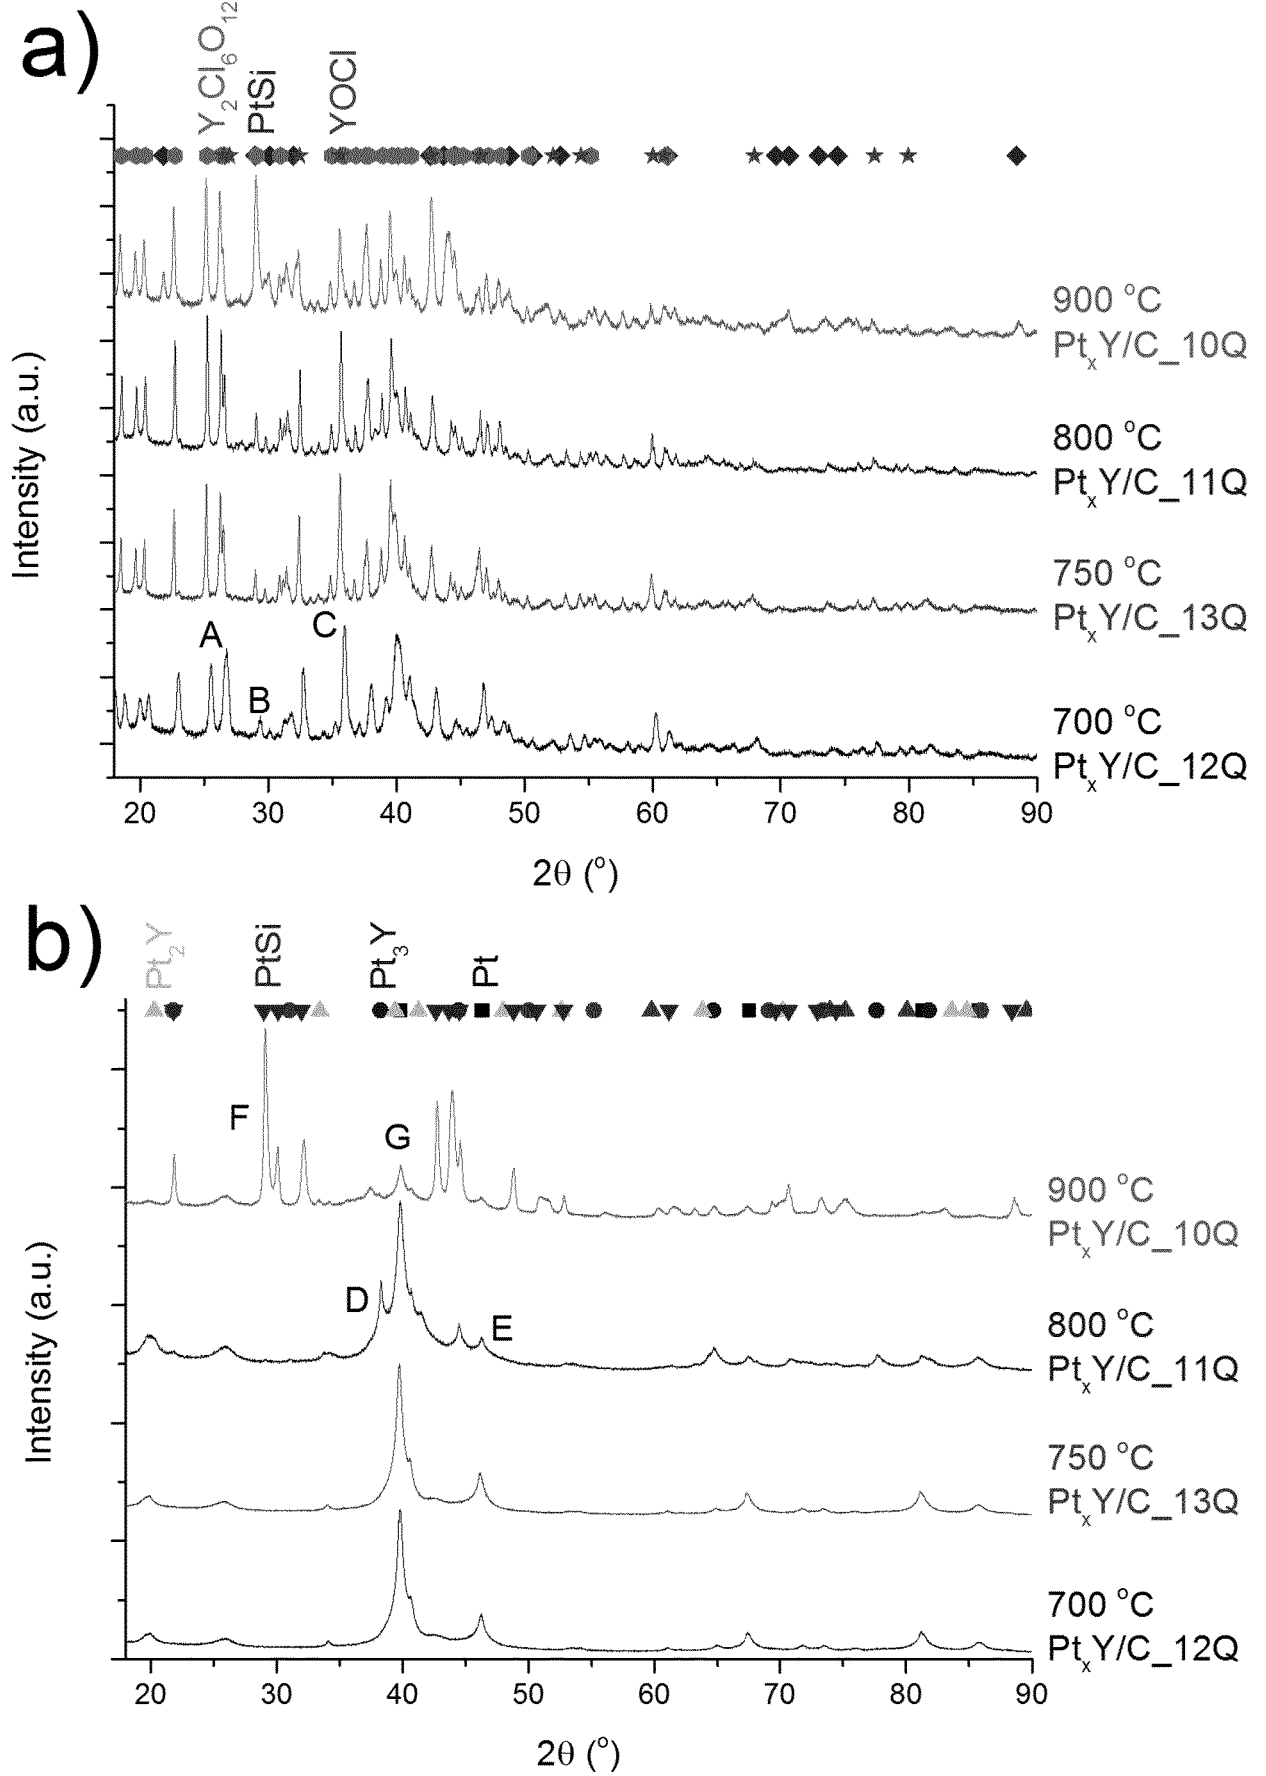 a)
Y2Cl6O12
PtSi
YOCl
Intensity (a.u.)
900 °C
PtxY/C_10Q
800 °C
PtxY/C_11Q
750 °C
PtxY/C_13Q
A
B
C
700 °C
PtxY/C_12Q
20 30 40 50 60 70 80 90
2θ (°)
b)
Pt2Y
PtSi
Pt3Y
Pt
Intensity (a.u.)
F
G
900 °C
PtxY/C_10Q
D
E
800 °C
PtxY/C_11Q
750 °C
PtxY/C_13Q
700 °C
PtxY/C_12Q
20 30 40 50 60 70 80 90
2θ (°)